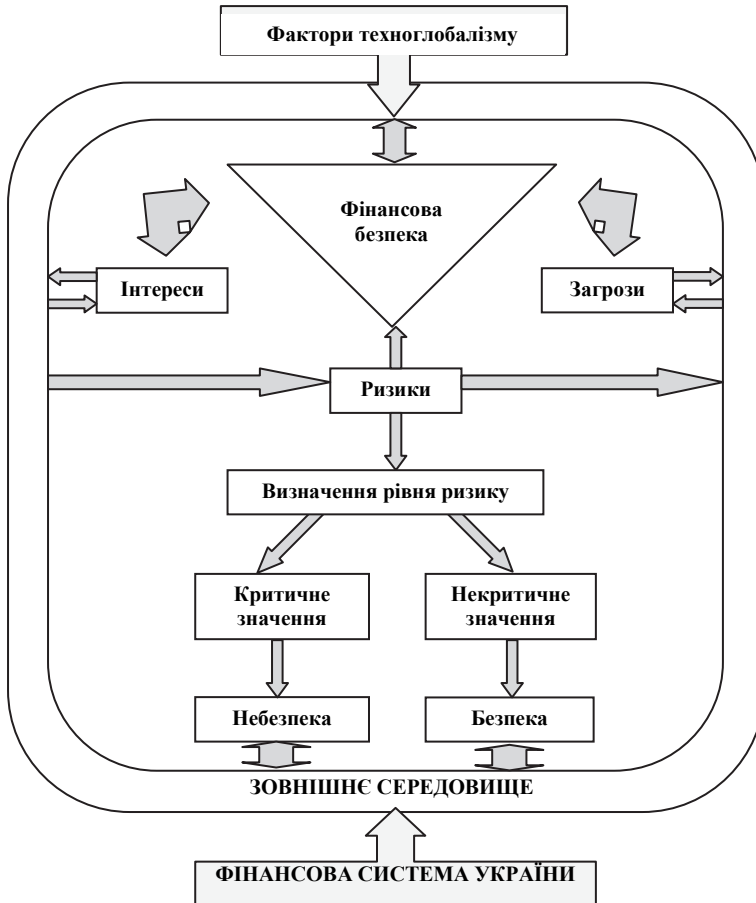 Фактори техноглобалізму
Фінансова
безпека
Інтереси
Загрози
Ризики
Визначення рівня ризику
Критичне
значення
Некритичне
значення
Небезпека
Безпека
ЗОВНІШНЄ СЕРЕДОВИЩЕ
ФІНАНСОВА СИСТЕМА УКРАЇНИ